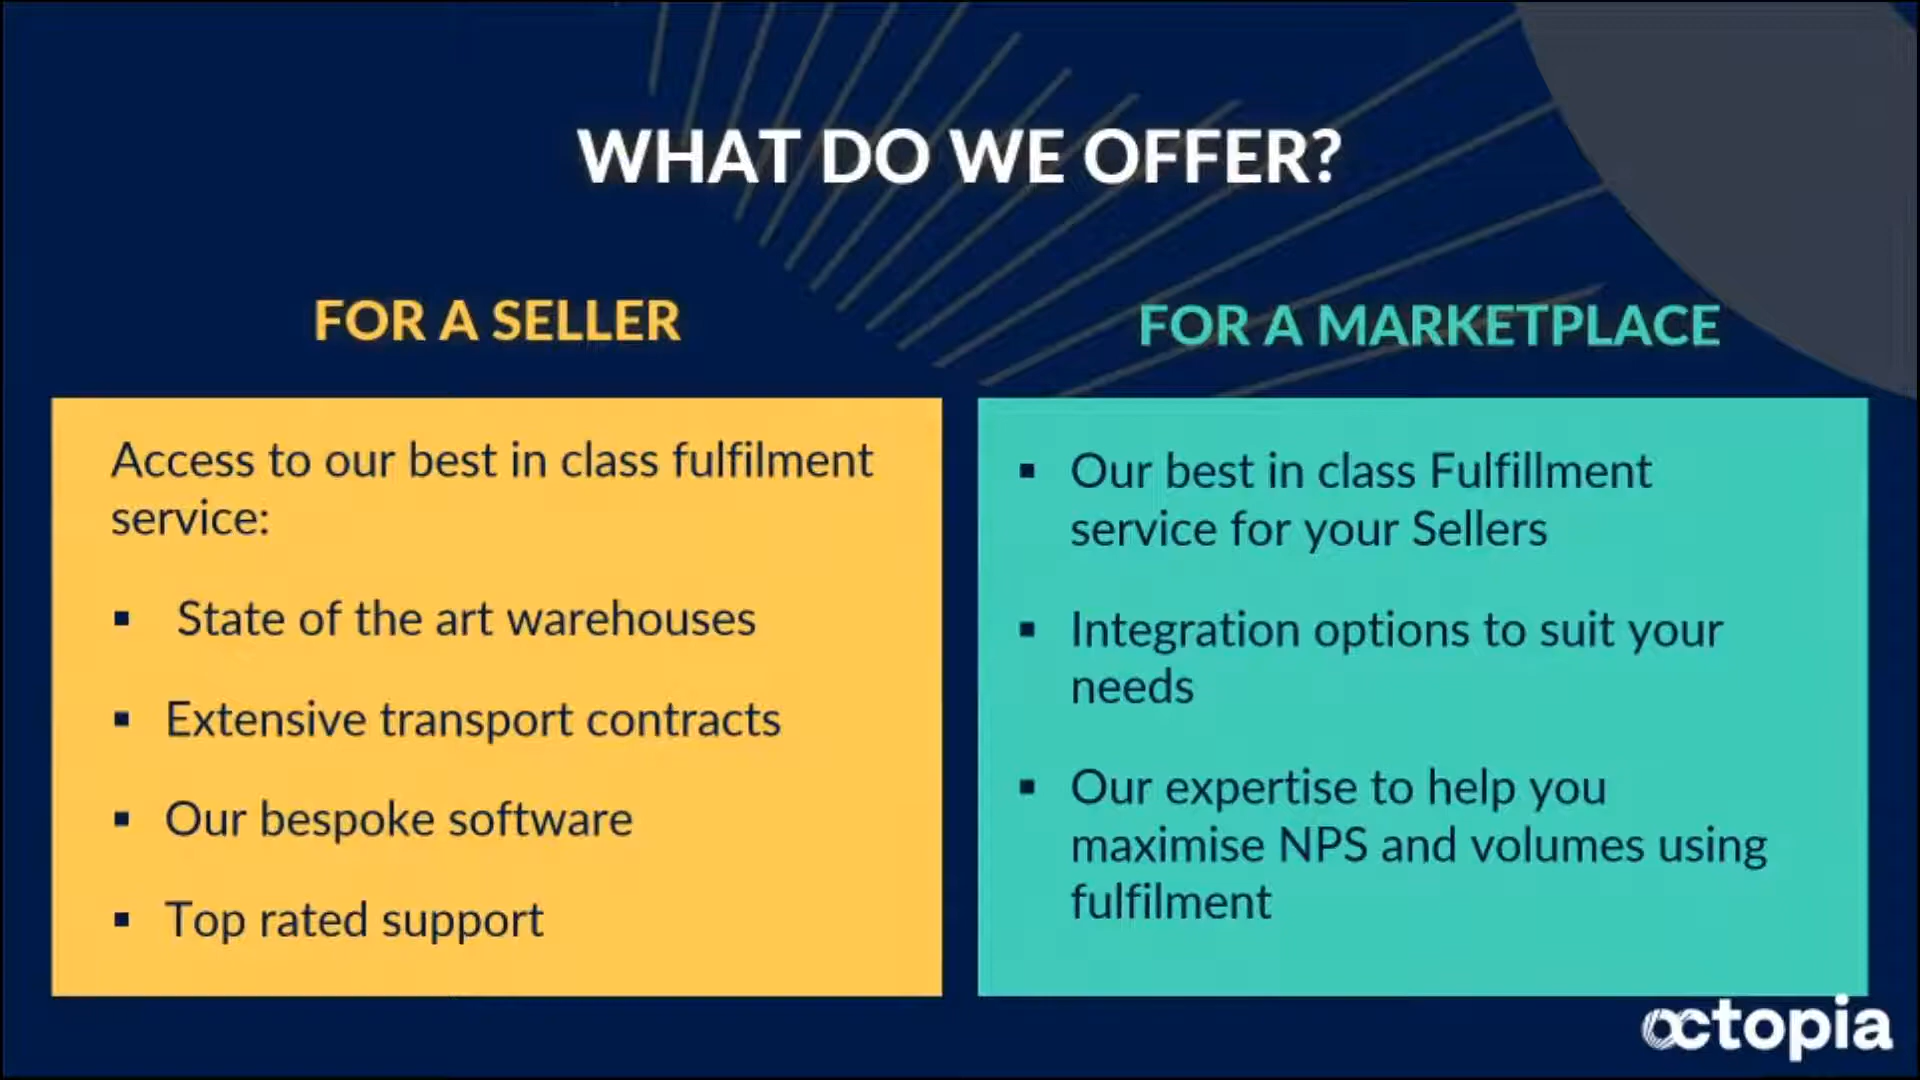 WHAT DO WE OFFER?
FOR A SELLER
Access to our best in class fulfilment
service:
▪ State of the art warehouses
▪ Extensive transport contracts
▪ Our bespoke software
▪ Top rated support
FOR A MARKETPLACE
▪ Our best in class Fulfillment
service for your Sellers
▪ Integration options to suit your
needs
▪ Our expertise to help you
maximise NPS and volumes using
fulfilment
octopia